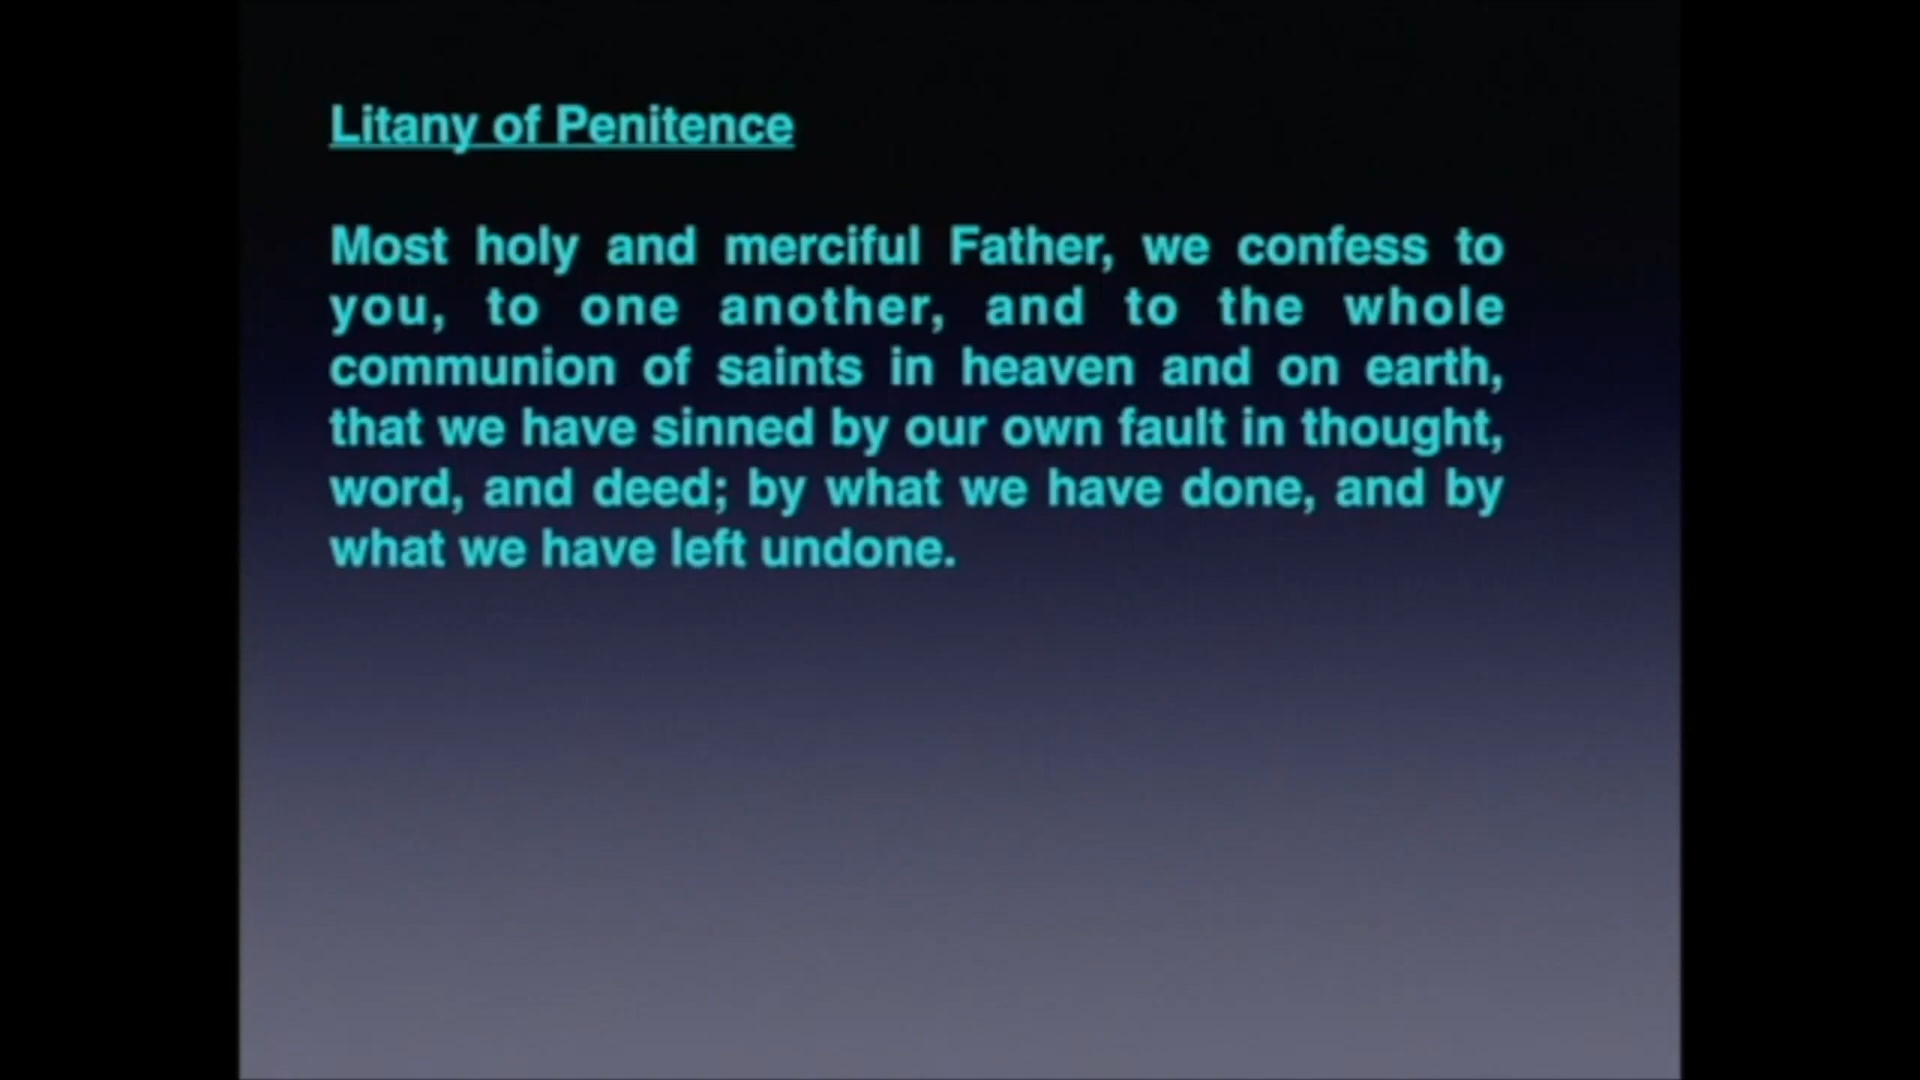 Litany of Penitence
Most holy and merciful Father, we confess to
you, to one another, and to the whole
communion of saints in heaven and on earth,
that we have sinned by our own fault in thought,
word, and deed; by what we have done, and by
what we have left undone.